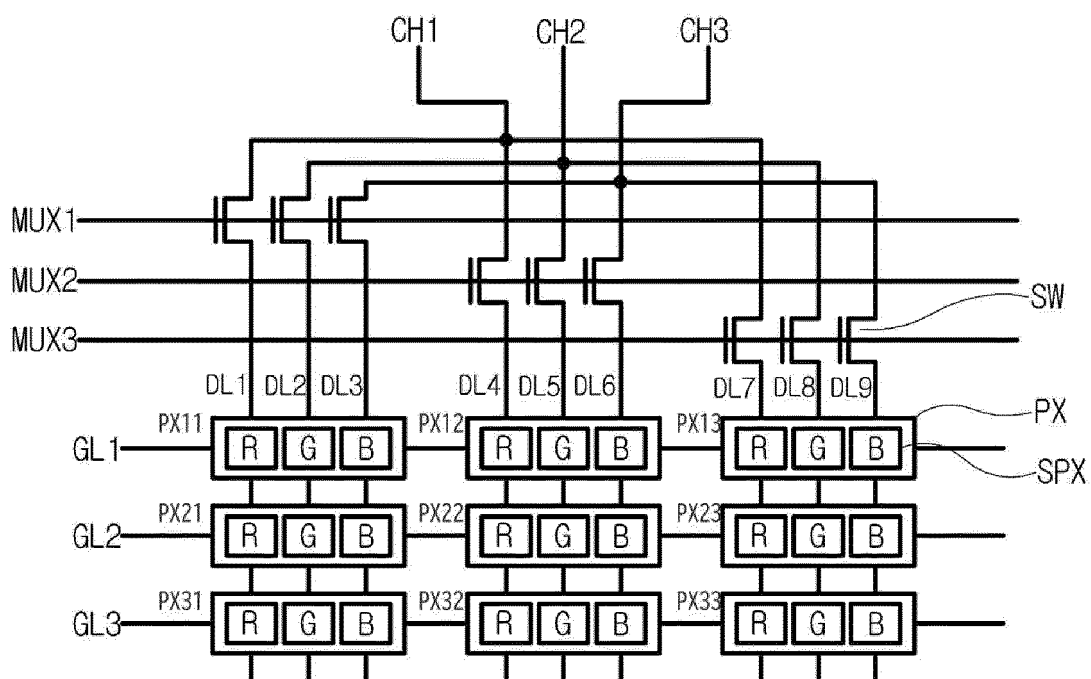 CH1 CH2 CH3
MUX1
MUX2
SW
MUX3
DL1 DL2 DL3 DL4 DL5 DL6 DL7 DL8 DL9
PX11 PX12 PX13 PX
GL1 R G B R G B R G B
SPX
PX21 PX22 PX23
GL2 R G B R G B R G B
PX31 PX32 PX33
GL3 R G B R G B R G B